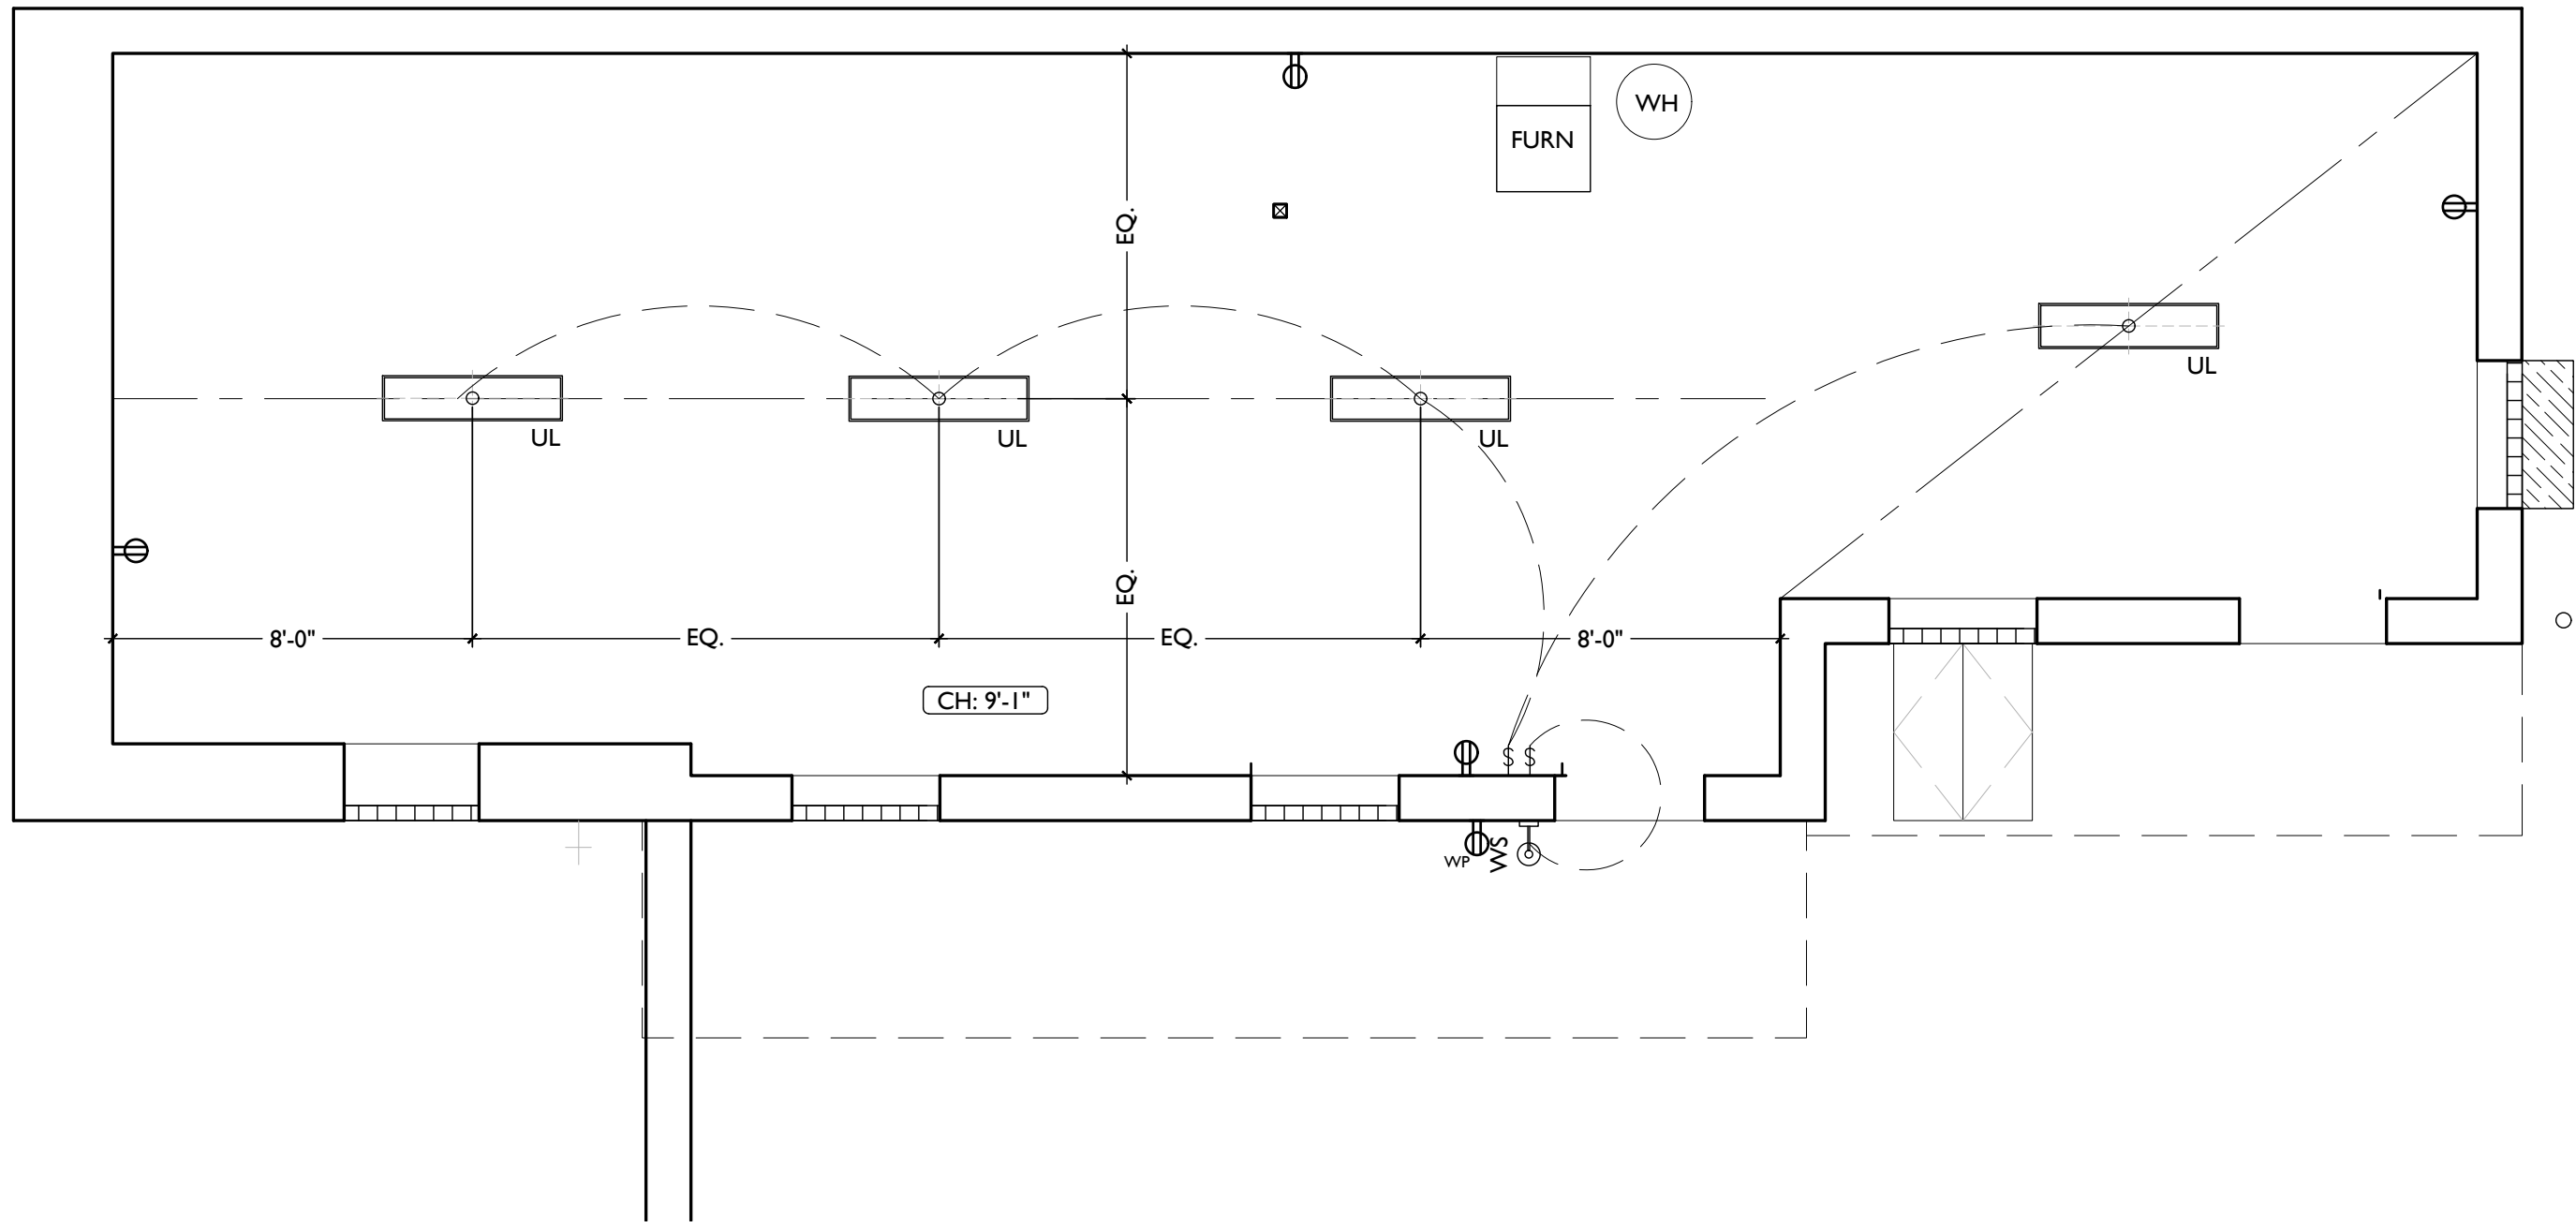 WH
FURN
EQ.
UL
UL
UL
UL
EQ.
8'-0"
EQ.
EQ.
8'-0"
CH: 9'-1"
S S
WP
WS